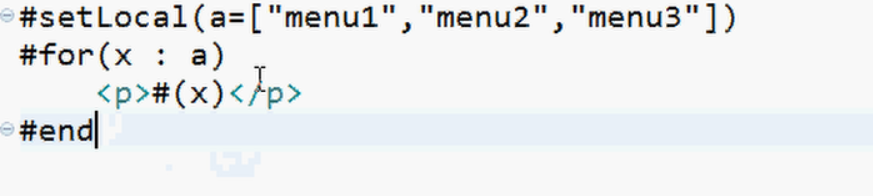 #setLocal(a=["menu1","menu2","menu3"])
#for(x : a)
<p>#(x)</p>
#end